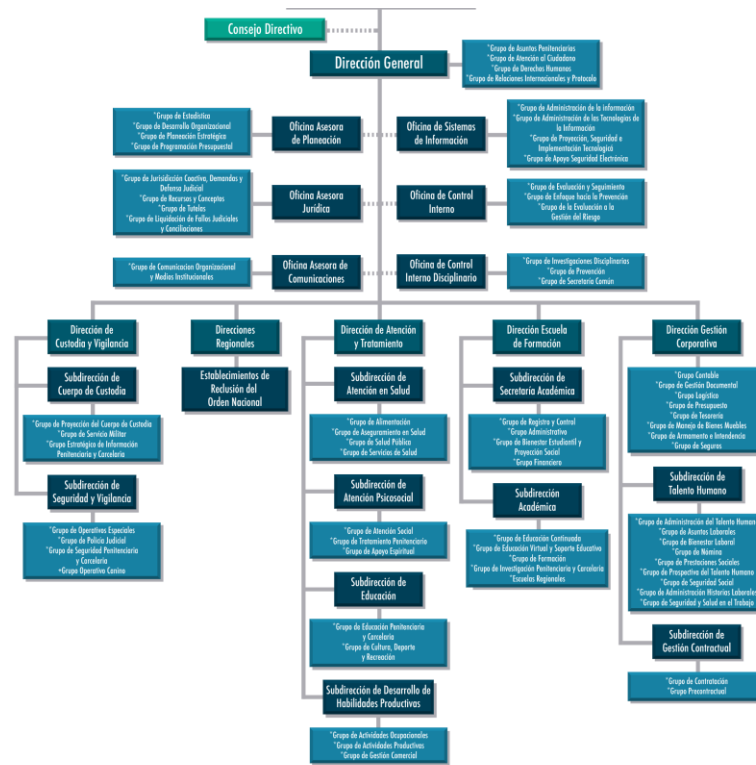 Consejo Directivo
Dirección General
*Grupo de Asuntos Penitenciarios
*Grupo de Atención al Ciudadano
*Grupo de Derechos Humanos
*Grupo de Relaciones Internacionales y Protocolo
*Grupo de Estadística
*Grupo de Desarrollo Organizacional
*Grupo de Planeación Estratégica
*Grupo de Programación Presupuestal
Oficina Asesora
de Planeación
Oficina de Sistemas
de Información
*Grupo de Administración de la información
*Grupo de Administración de las Tecnologías de
la Información
*Grupo de Proyección, Seguridad e
Implementación Tecnologicó
*Grupo de Apoyo Seguridad Electrónica
*Grupo de Jurisidicción Coactiva, Demandas y
Defensa Judicial
*Grupo de Recursos y Conceptos
*Grupo de Tutelas
*Grupo de Liquidación de Fallos Judiciales
y Conciliaciones
Oficina Asesora
Jurídica
Oficina de Control
Interno
*Grupo de Evaluación y Seguimiento
*Grupo de Enfoque hacia la Prevención
*Grupo de la Evaluación a la
Gestión del Riesgo
*Grupo de Comunicacion Organizacional
y Medios Institucionales
Oficina Asesora de
Comunicaciones
Oficina de Control
Interno Disciplinario
*Grupo de Investigaciones Disciplinarias
*Grupo de Prevención
*Grupo de Secretaría Común
Dirección de
Custodia y Vigilancia
Subdirección de
Cuerpo de Custodia
*Grupo de Proyección del Cuerpo de Custodia
*Grupo de Servicio Militar
*Grupo Estratégico de Información
Penitenciaria y Carcelaria
Subdirección de
Seguridad y Vigilancia
*Grupo de Operativos Especiales
*Grupo de Policía Judicial
*Grupo de Seguridad Penitenciaria
y Carcelaria
•Grupo Operativo Canino
Direcciones
Regionales
Establecimientos de
Reclusión del
Orden Nacional
Dirección de Atención
y Tratamiento
Subdirección de
Atención en Salud
*Grupo de Alimentación
*Grupo de Aseguramiento en Salud
*Grupo de Salud Pública
*Grupo de Servicios de Salud
Subdirección de
Atención Psicosocial
*Grupo de Atención Social
*Grupo de Tratamiento Penitenciario
*Grupo de Apoyo Espiritual
Subdirección de
Educación
*Grupo de Educación Penitenciaria
y Carcelaria
*Grupo de Cultura, Deporte
y Recreación
Subdirección de Desarrollo de
Habilidades Productivas
*Grupo de Actividades Ocupacionales
*Grupo de Actividades Productivas
*Grupo de Gestión Comercial
Dirección Escuela
de Formación
Subdirección de
Secretaría Académica
*Grupo de Registro y Control
*Grupo Administrativo
*Grupo de Bienestar Estudiantil y
Proyección Social
*Grupo Financiero
Subdirección
Académica
*Grupo de Educación Continuada
*Grupo de Educación Virtual y Soporte Educativo
*Grupo de Formación
*Grupo de Investigación Penitenciaria y Carcelaria
*Escuelas Regionales
Dirección Gestión
Corporativa
*Grupo Contable
*Grupo de Gestión Documental
*Grupo Logístico
*Grupo de Presupuesto
*Grupo de Tesorería
*Grupo de Manejo de Bienes Muebles
*Grupo de Armamento e Intendencia
*Grupo de Seguros
Subdirección de
Talento Humano
*Grupo de Administración del Talento Humano
*Grupo de Asuntos Laborales
*Grupo de Bienestar Laboral
*Grupo de Nómina
*Grupo de Prestaciones Sociales
*Grupo de Prospectiva del Talento Humano
*Grupo de Seguridad Social
*Grupo de Administración Historias Laborales
*Grupo de Seguridad y Salud en el Trabajo
Subdirección de
Gestión Contractual
*Grupo de Contratación
*Grupo Precontractual